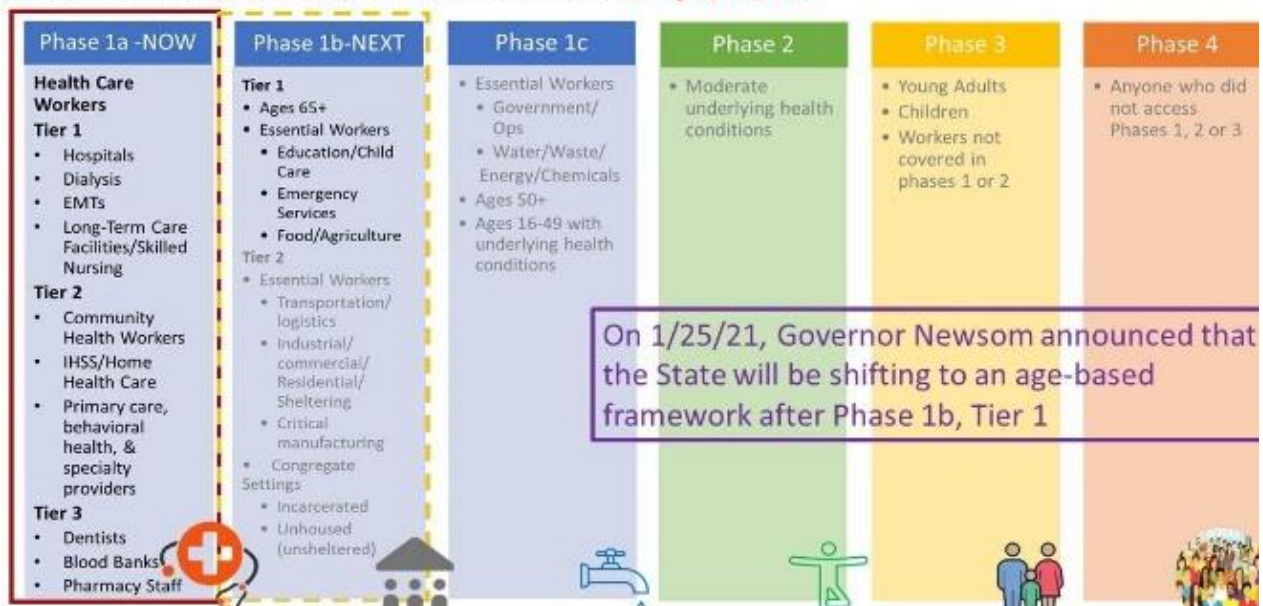 Phase 1a -NOW
Health Care
Workers
Tier 1
• Hospitals
• Dialysis
• EMTs
• Long-Term Care
Facilities/Skilled
Nursing
Tier 2
• Community
Health Workers
• IHSS/Home
Health Care
• Primary care,
behavioral
health, &
specialty
providers
Tier 3
• Dentists
• Blood Banks
• Pharmacy Staff
Phase 1b-NEXT
Tier 1
• Ages 65+
• Essential Workers
• Education/Child
Care
• Emergency
Services
• Food/Agriculture
Tier 2
• Essential Workers
• Transportation/
logistics
• Industrial/
commercial/
Residential/
Sheltering
• Critical
manufacturing
• Congregate
Settings
• Incarcerated
• Unhoused
(unsheltered)
Phase 1c
• Essential Workers
• Government/
Ops
• Water/Waste/
Energy/Chemicals
• Ages 50+
• Ages 16-49 with
underlying health
conditions
Phase 2
• Moderate
underlying health
conditions
Phase 3
• Young Adults
• Children
• Workers not
covered in
phases 1 or 2
Phase 4
• Anyone who did
not access
Phases 1, 2 or 3
On 1/25/21, Governor Newsom announced that
the State will be shifting to an age-based
framework after Phase 1b, Tier 1